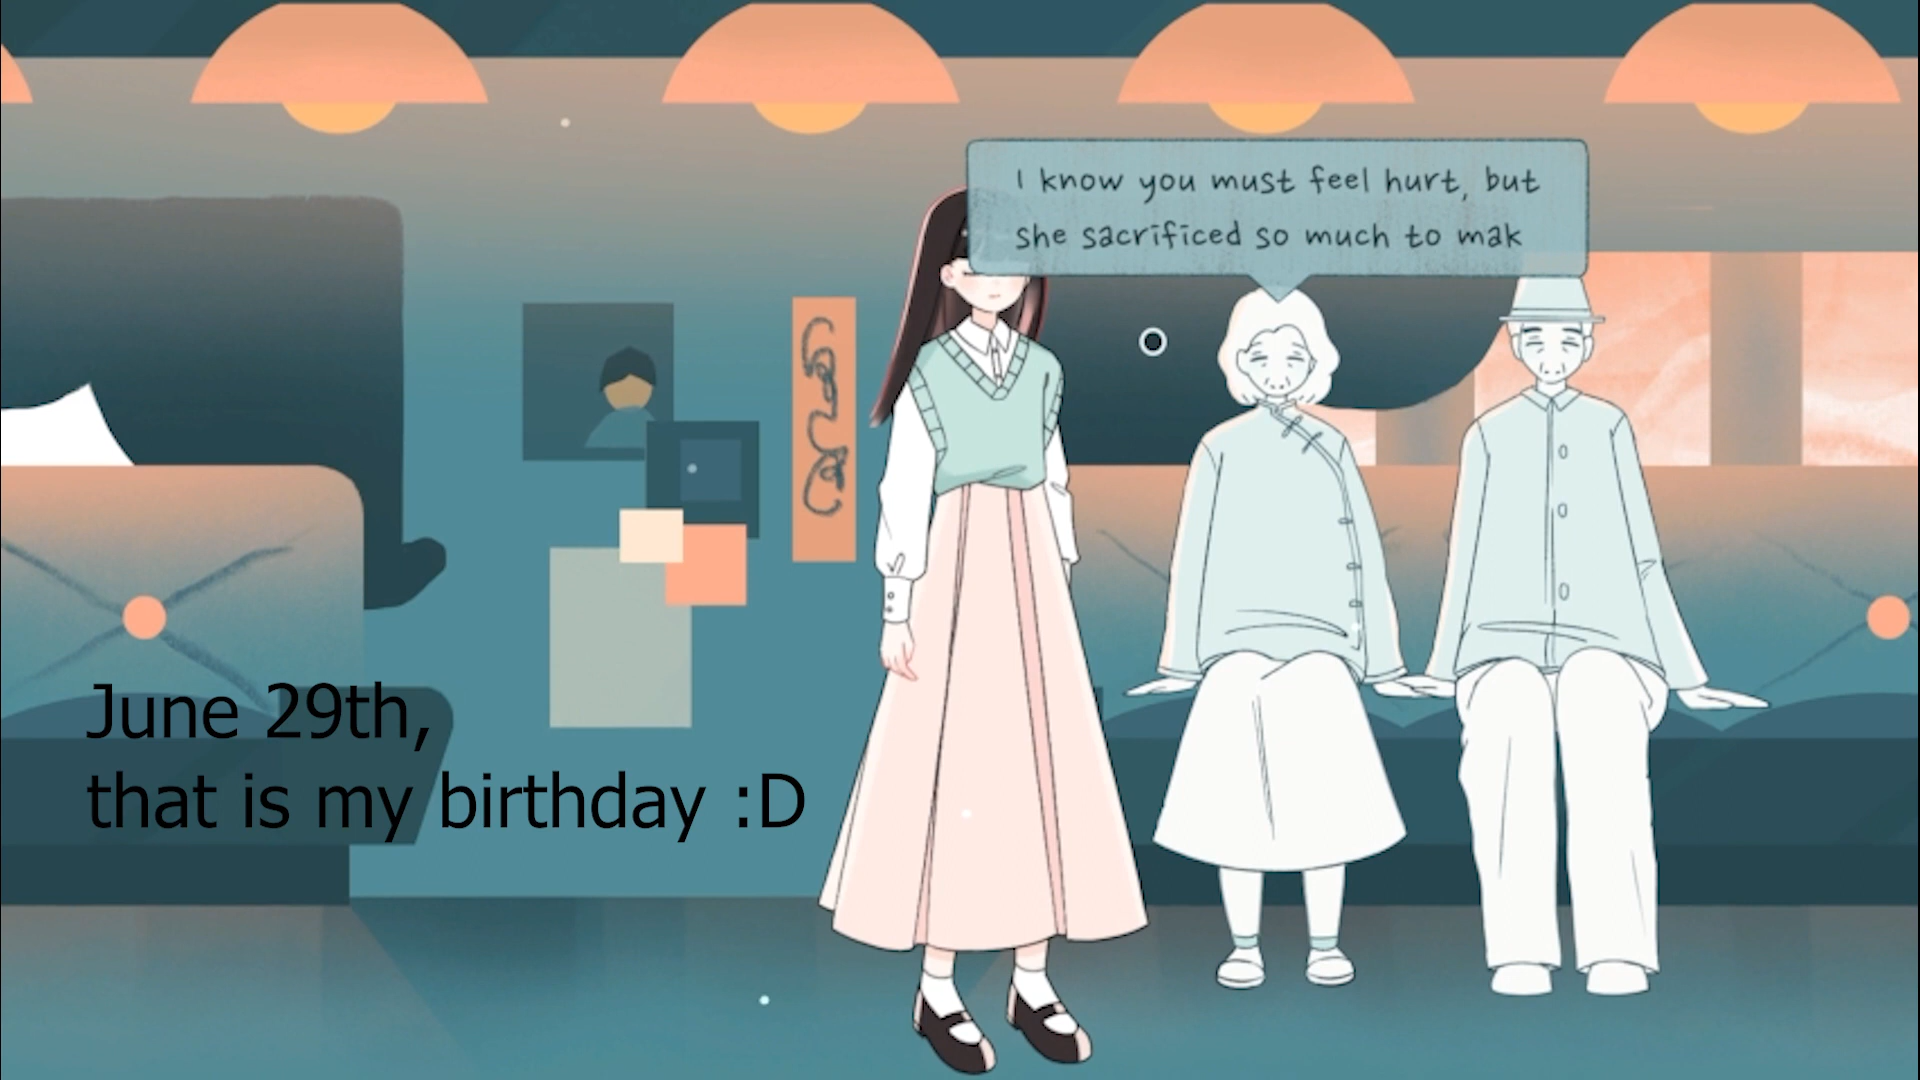 I know you must feel hurt, but
she sacrificed so much to mak
June 29th,
that is my birthday :D